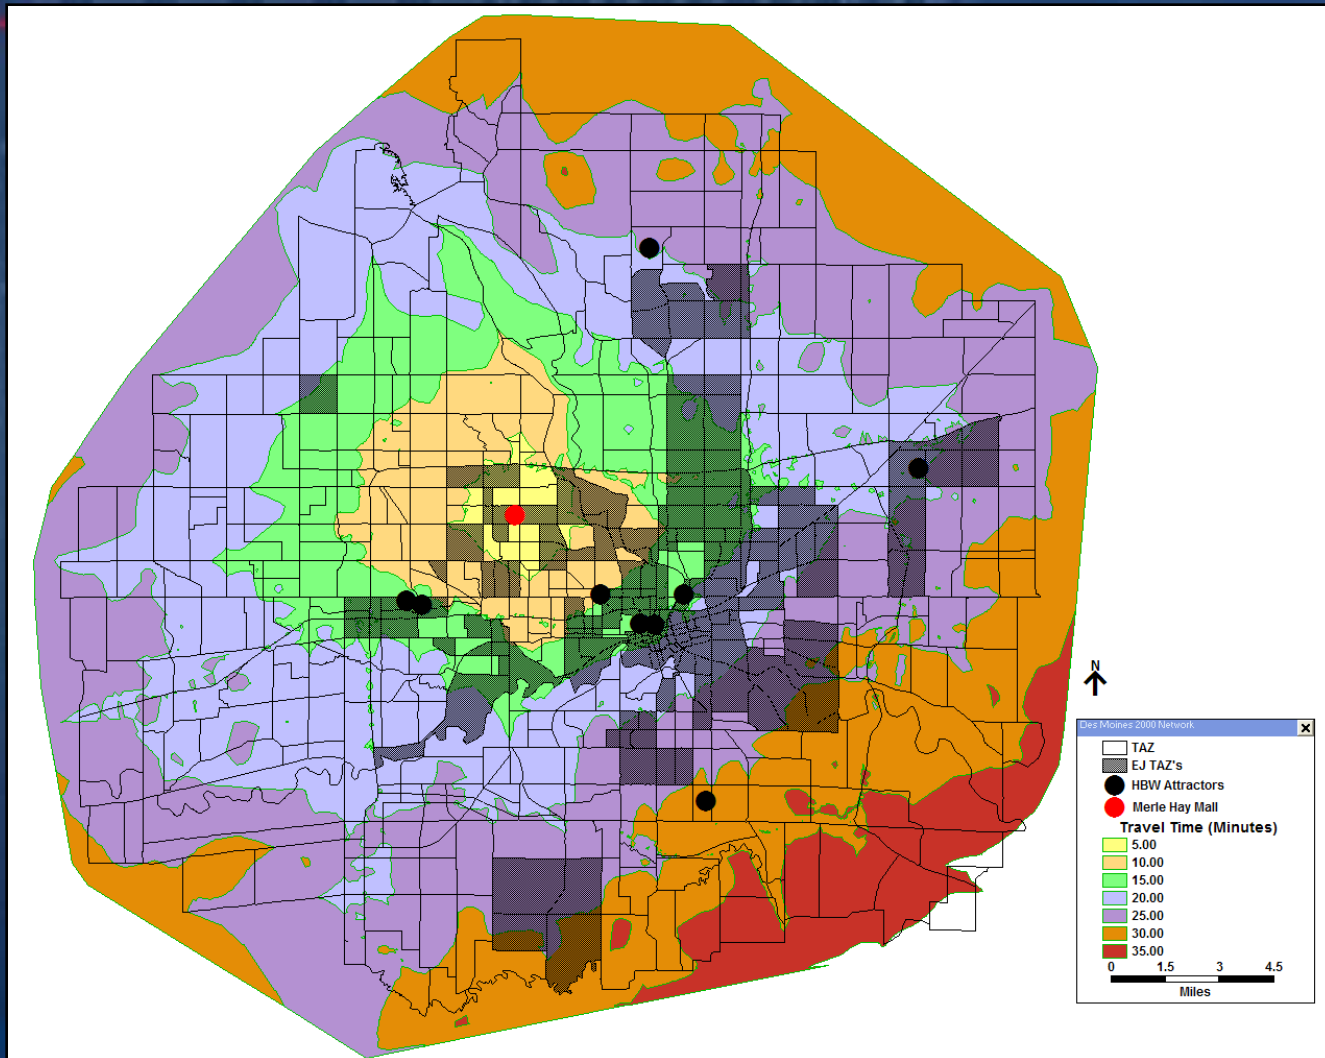 N
Des Moines 2000 Network
TAZ
EJ TAZ's
HBW Attractors
Merle Hay Mall
Travel Time (Minutes)
5.00
10.00
15.00
20.00
25.00
30.00
35.00
0 1.5 3 4.5
Miles